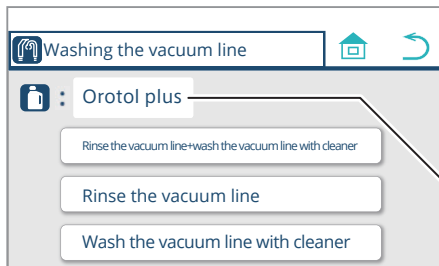 Washing the vacuum line
: Orotol plus
Rinse the vacuum line+wash the vacuum line with cleaner
Rinse the vacuum line
Wash the vacuum line with cleaner